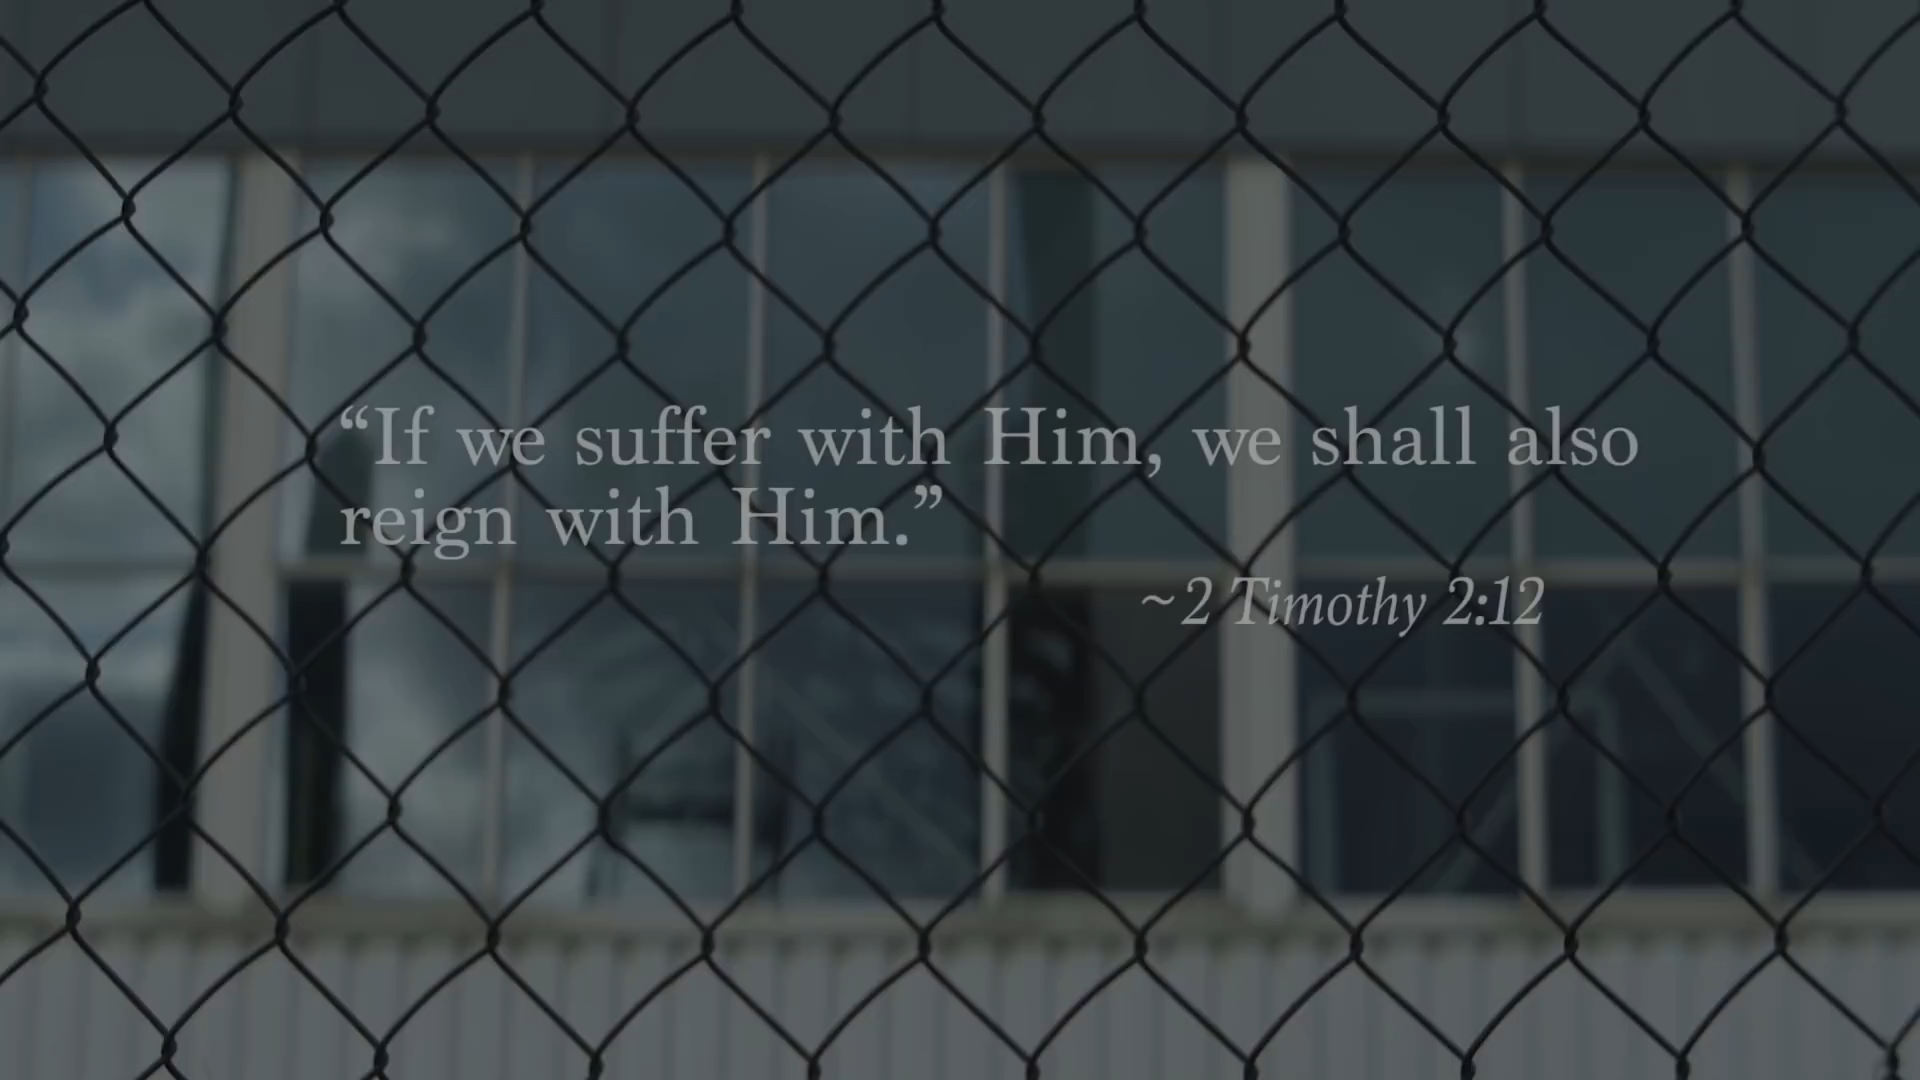 “If we suffer with Him, we shall also
reign with Him.”
~2 Timothy 2:12